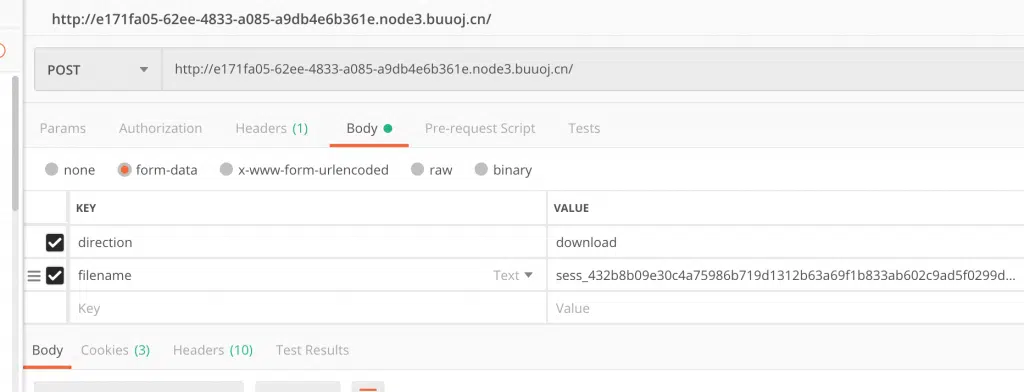 http://e171fa05-62ee-4833-a085-a9db4e6b361e.node3.buuoj.cn/
POST http://e171fa05-62ee-4833-a085-a9db4e6b361e.node3.buuoj.cn/
Params Authorization Headers (1) Body Pre-request Script Tests
none form-data x-www-form-urlencoded raw binary
KEY VALUE
direction download
filename Text sess_432b8b09e30c4a75986b719d1312b63a69f1b833ab602c9ad5f0299d...
Key Value
Body Cookies (3) Headers (10) Test Results